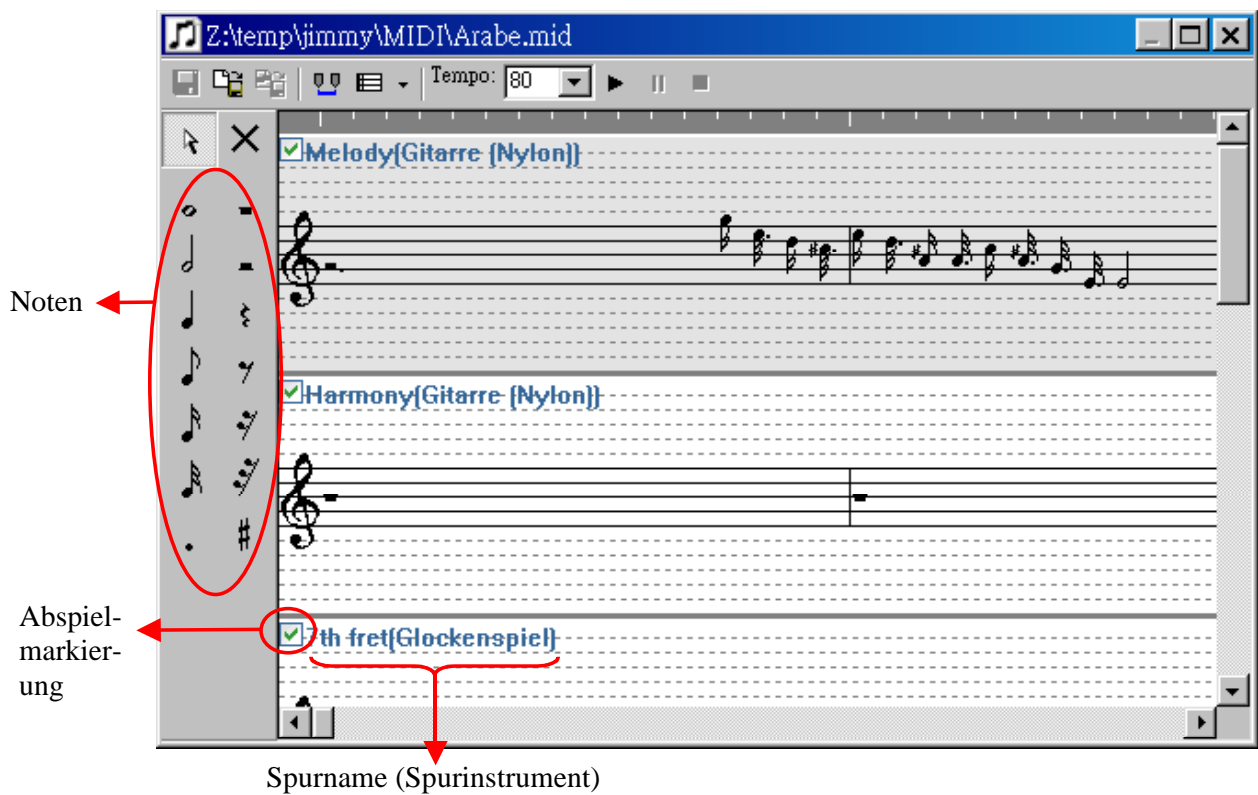 Z:\temp\jimmy\MIDI\Arabe.mid
Tempo: 80
Melody(Gitarre (Nylon))
Noten
Harmony(Gitarre (Nylon))
Abspiel-
markier-
ung
7th fret(Glockenspiel)
Spurname (Spurinstrument)